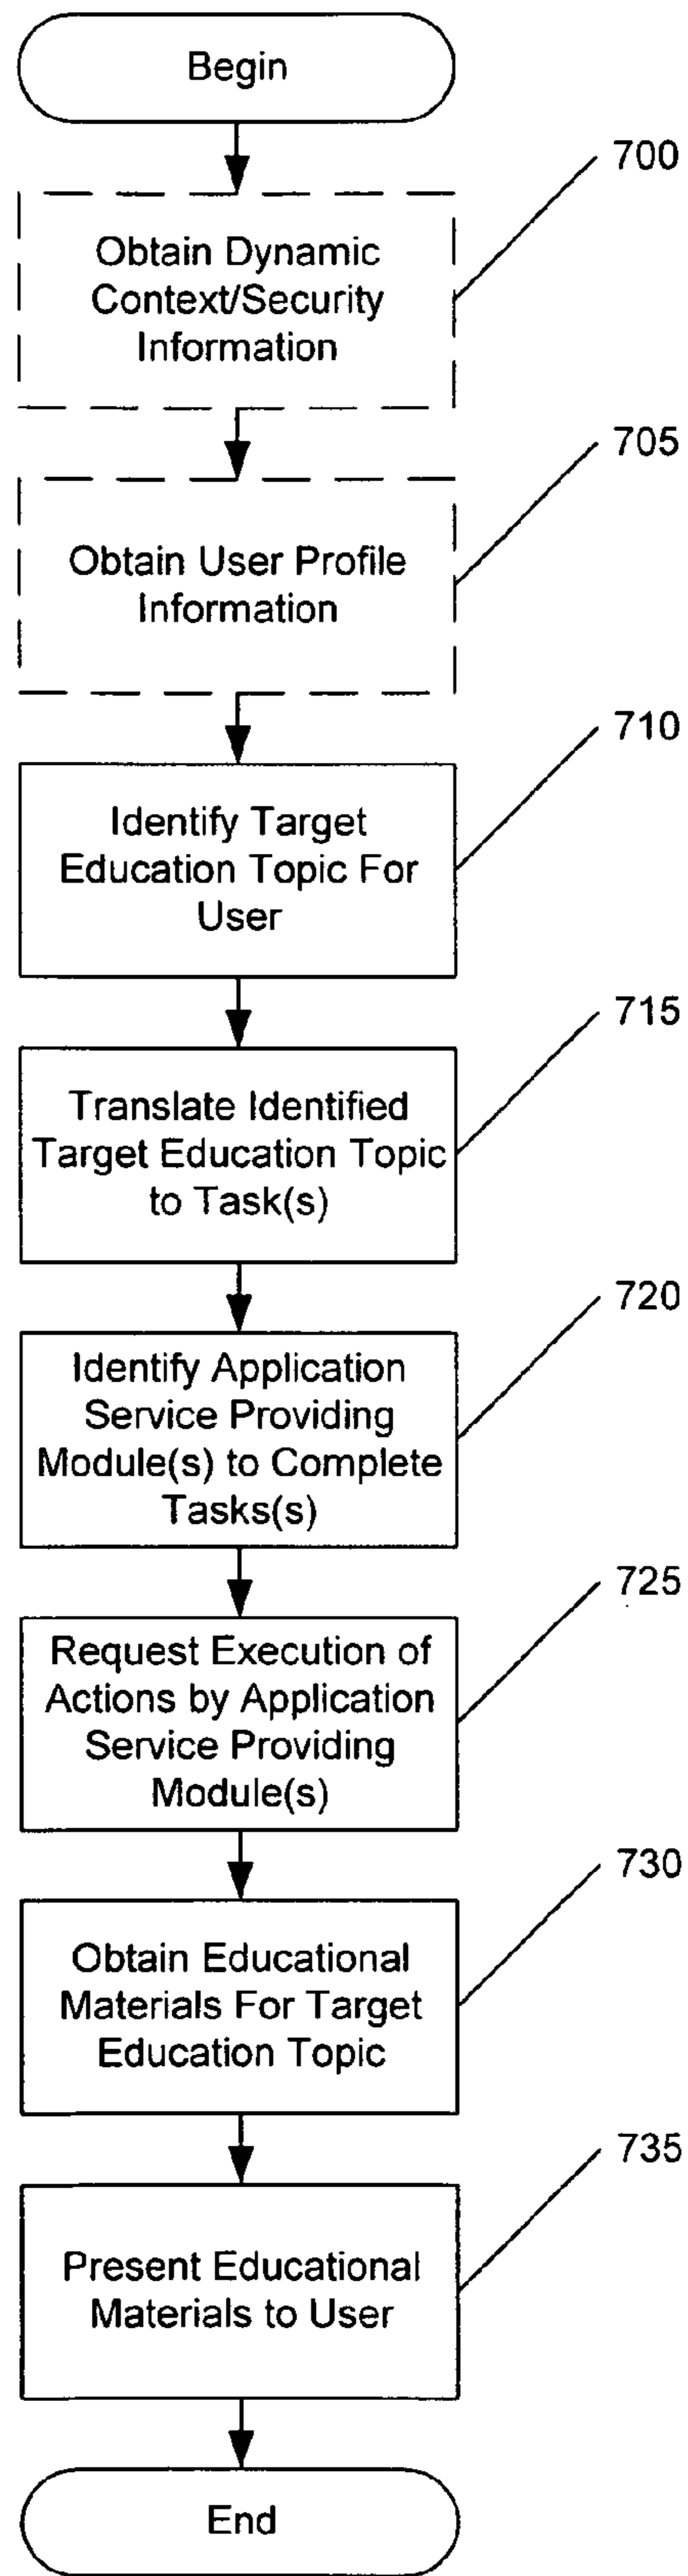 Begin
700
Obtain Dynamic
Context/Security
Information
705
Obtain User Profile
Information
710
Identify Target
Education Topic For
User
715
Translate Identified
Target Education Topic
to Task(s)
720
Identify Application
Service Providing
Module(s) to Complete
Tasks(s)
725
Request Execution of
Actions by Application
Service Providing
Module(s)
730
Obtain Educational
Materials For Target
Education Topic
735
Present Educational
Materials to User
End